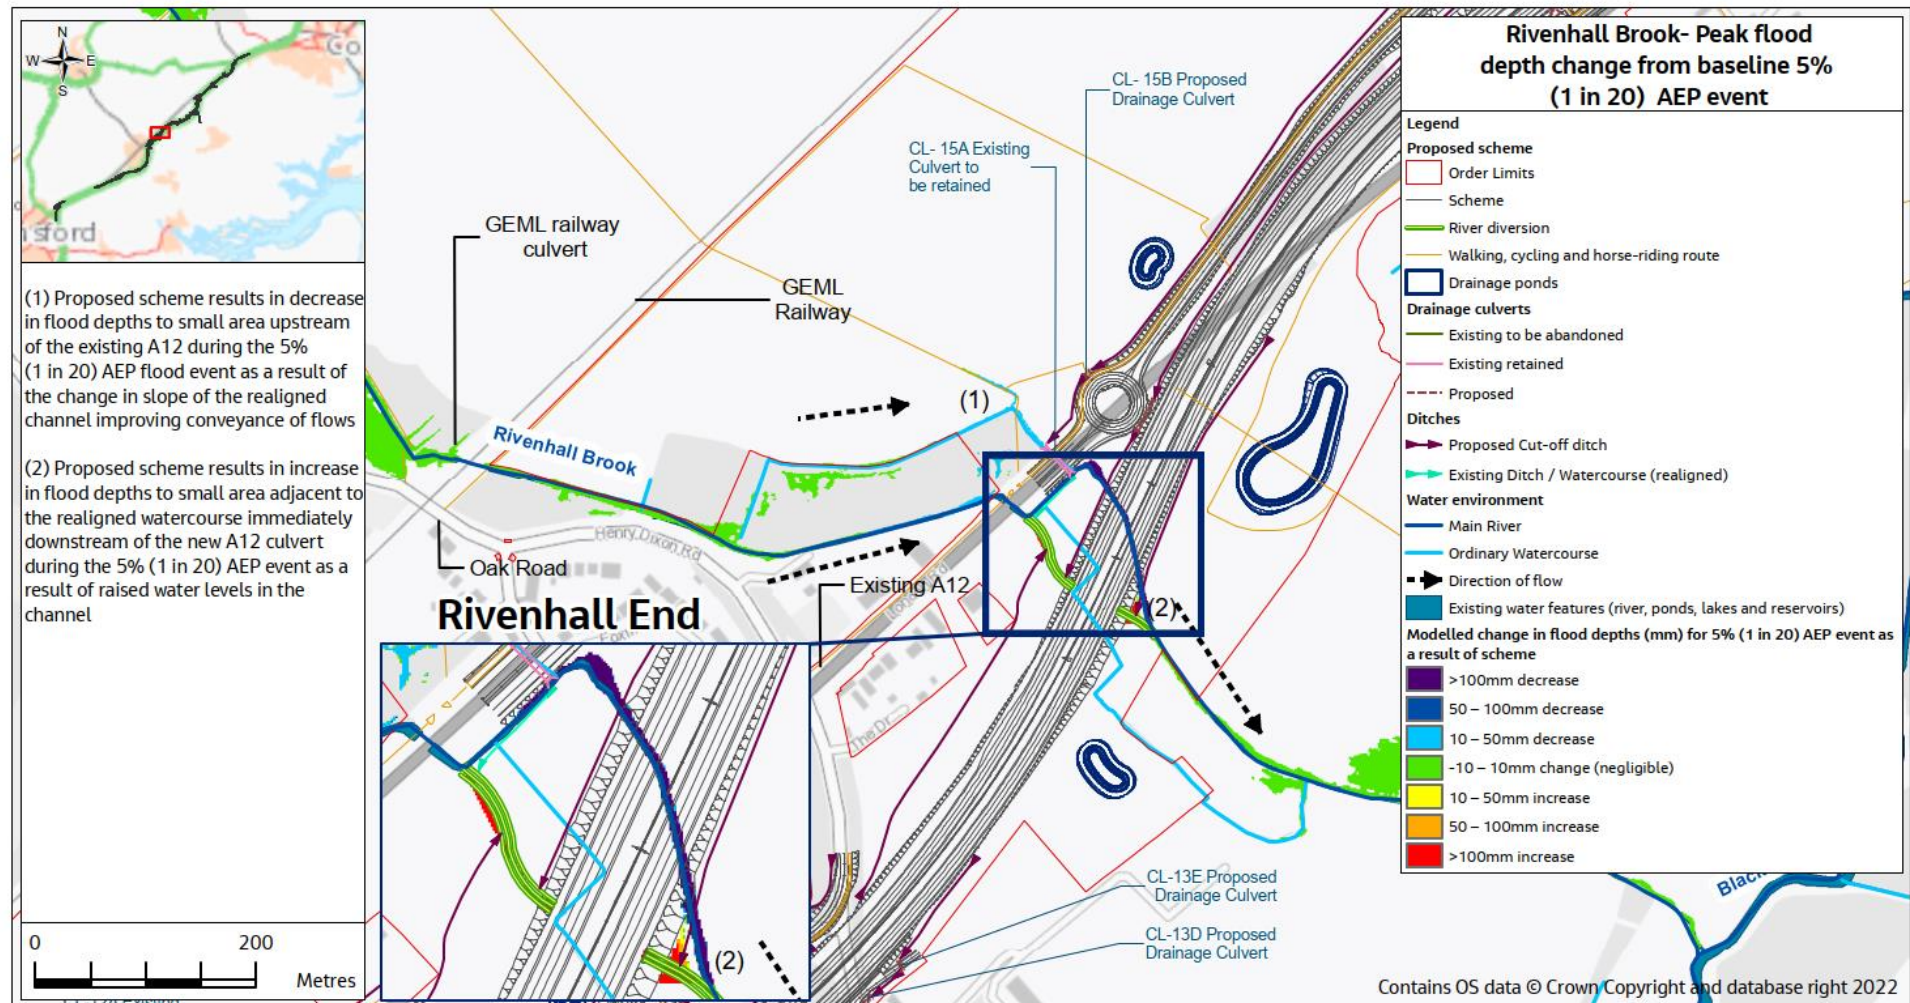 N
W
E
S
Co
nsford
(1) Proposed scheme results in decrease
in flood depths to small area upstream
of the existing A12 during the 5%
(1 in 20) AEP flood event as a result of
the change in slope of the realigned
channel improving conveyance of flows
(2) Proposed scheme results in increase
in flood depths to small area adjacent to
the realigned watercourse immediately
downstream of the new A12 culvert
during the 5% (1 in 20) AEP event as a
result of raised water levels in the
channel
0 200
Metres
CL- 15B Proposed
Drainage Culvert
CL- 15A Existing
Culvert to
be retained
GEML railway
culvert
GEML
Railway
(1)
Rivenhall Brook
Henry Dixon Rd
Oak Road
Existing A12
Rivenhall End
(2)
The Dr
(2)
CL-13E Proposed
Drainage Culvert
CL-13D Proposed
Drainage Culvert
Rivenhall Brook- Peak flood
depth change from baseline 5%
(1 in 20) AEP event
Legend
Proposed scheme
Order Limits
Scheme
River diversion
Walking, cycling and horse-riding route
Drainage ponds
Drainage culverts
Existing to be abandoned
Existing retained
Proposed
Ditches
Proposed Cut-off ditch
Existing Ditch / Watercourse (realigned)
Water environment
Main River
Ordinary Watercourse
Direction of flow
Existing water features (river, ponds, lakes and reservoirs)
Modelled change in flood depths (mm) for 5% (1 in 20) AEP event as
a result of scheme
>100mm decrease
50 – 100mm decrease
10 – 50mm decrease
-10 – 10mm change (negligible)
10 – 50mm increase
50 – 100mm increase
>100mm increase
Black
Contains OS data © Crown Copyright and database right 2022